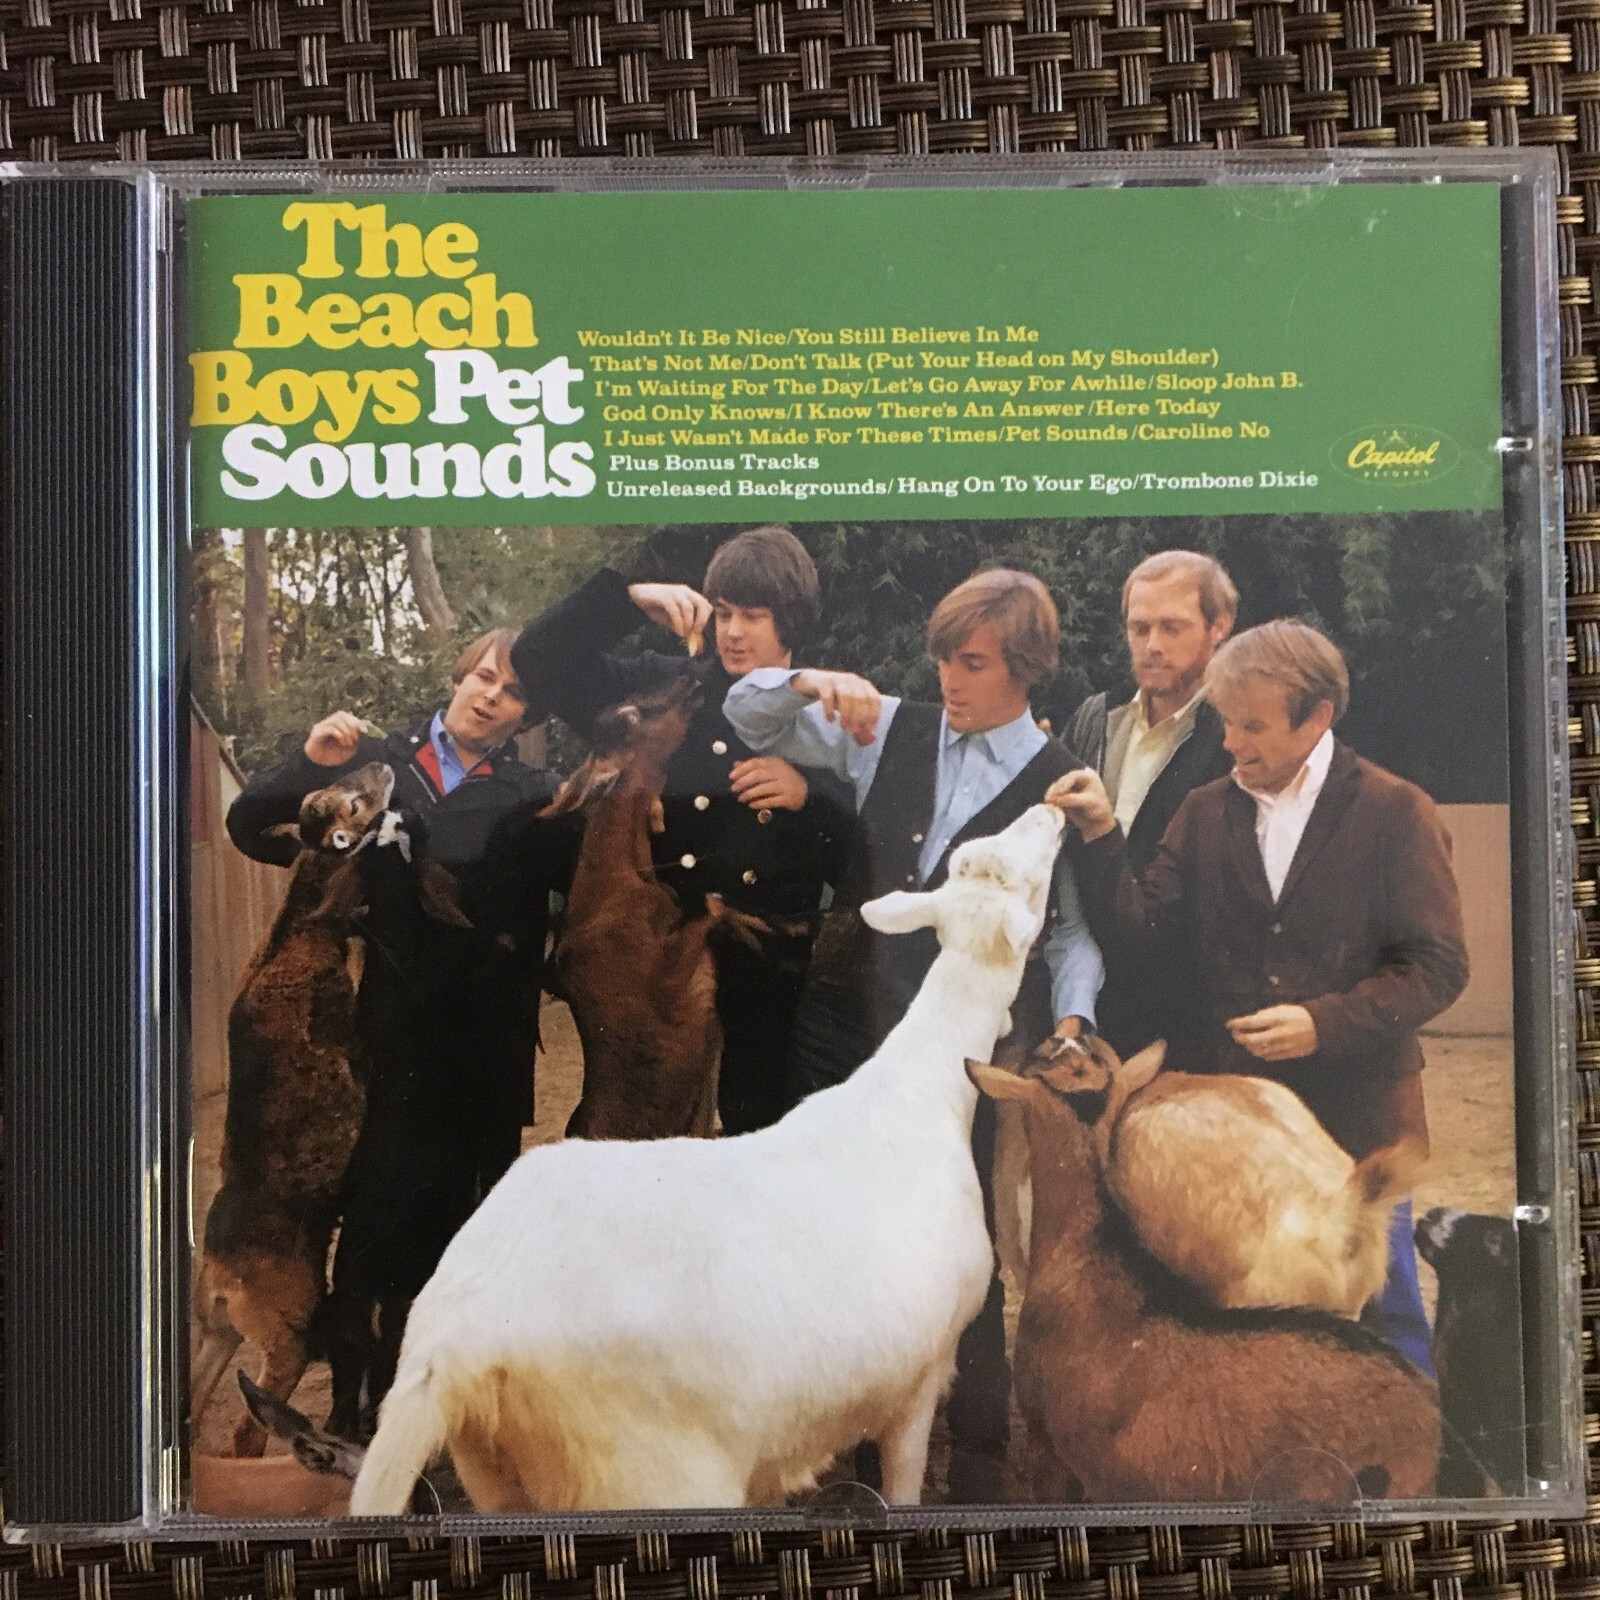 The
Beach
Boys Pet
Sounds
Wouldn't It Be Nice/You Still Believe In Me
That's Not Me/Don't Talk (Put Your Head on My Shoulder)
I'm Waiting For The Day/Let's Go Away For Awhile/Sloop John B.
God Only Knows/I Know There's An Answer /Here Today
I Just Wasn't Made For These Times/Pet Sounds /Caroline No
Plus Bonus Tracks
Unreleased Backgrounds/Hang On To Your Ego/Trombone Dixie
Capitol
RECORDS